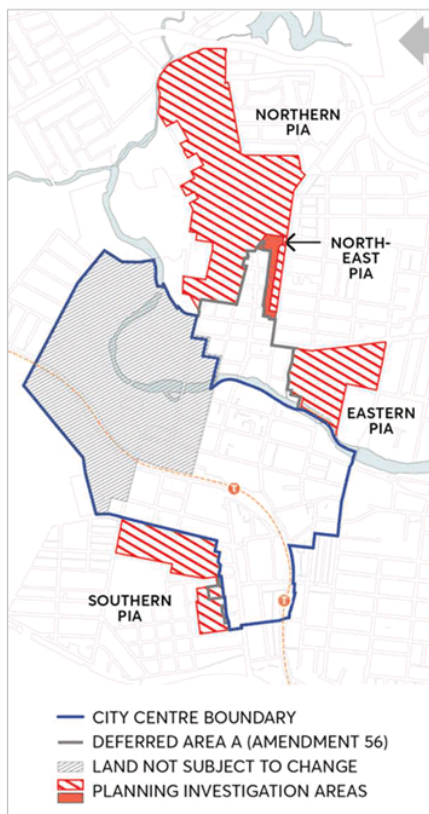 NORTHERN
PIA
NORTH-
EAST
PIA
EASTERN
PIA
T
T
SOUTHERN
PIA
CITY CENTRE BOUNDARY
DEFERRED AREA A (AMENDMENT 56)
LAND NOT SUBJECT TO CHANGE
PLANNING INVESTIGATION AREAS